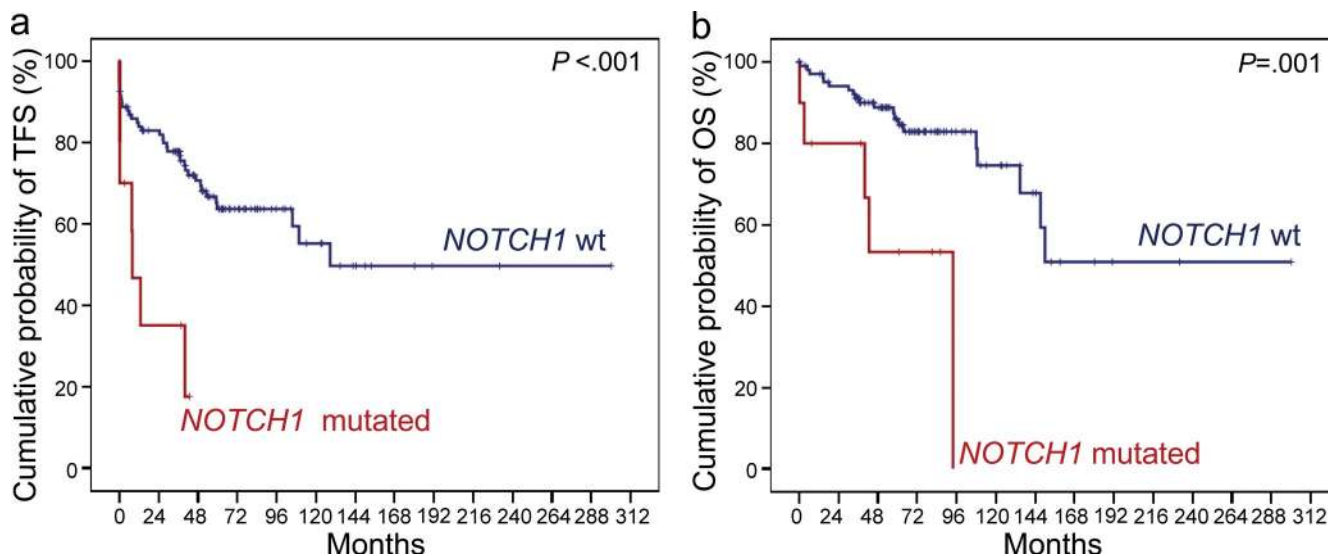 a
Cumulative probability of TFS (%)
100
80
60
40
20
0
P <.001
NOTCH1 wt
NOTCH1 mutated
0 24 48 72 96 120 144 168 192 216 240 264 288 312
Months
b
Cumulative probability of OS (%)
100
80
60
40
20
0
P=.001
NOTCH1 wt
NOTCH1 mutated
0 24 48 72 96 120 144 168 192 216 240 264 288 312
Months